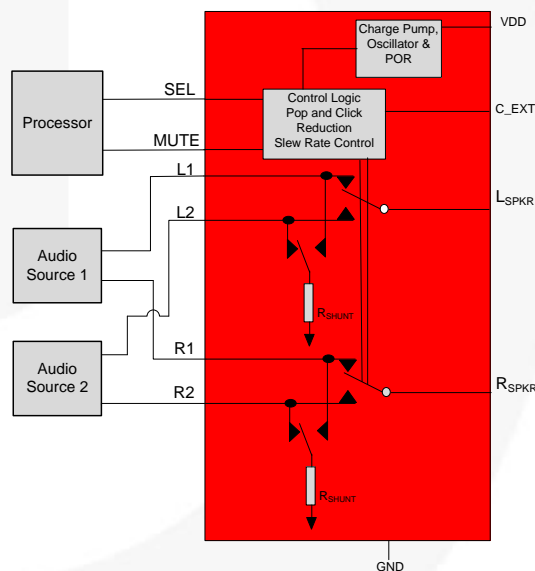 VDD
Charge Pump,
Oscillator &
POR
SEL
C_EXT
Control Logic
Pop and Click
Reduction
Slew Rate Control
Processor
MUTE
L1
L2
LSPKR
Audio
Source 1
RSHUNT
Audio
Source 2
R1
R2
RSPKR
RSHUNT
GND